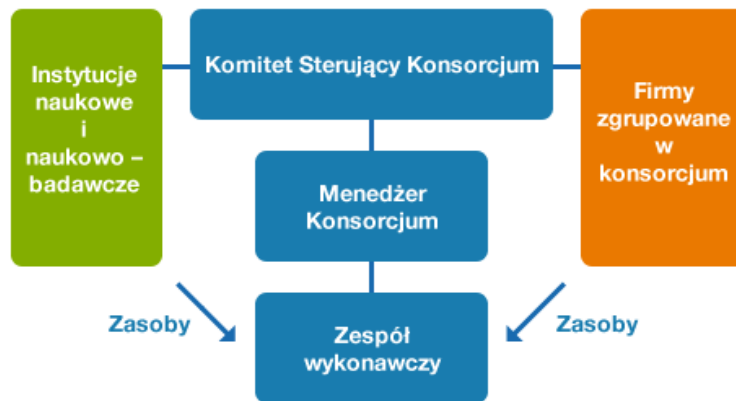 Instytucje
naukowe
i
naukowo –
badawcze
Komitet Sterujący Konsorcjum
Firmy
zgrupowane
w
konsorcjum
Menedżer
Konsorcjum
Zasoby
Zespół
wykonawczy
Zasoby